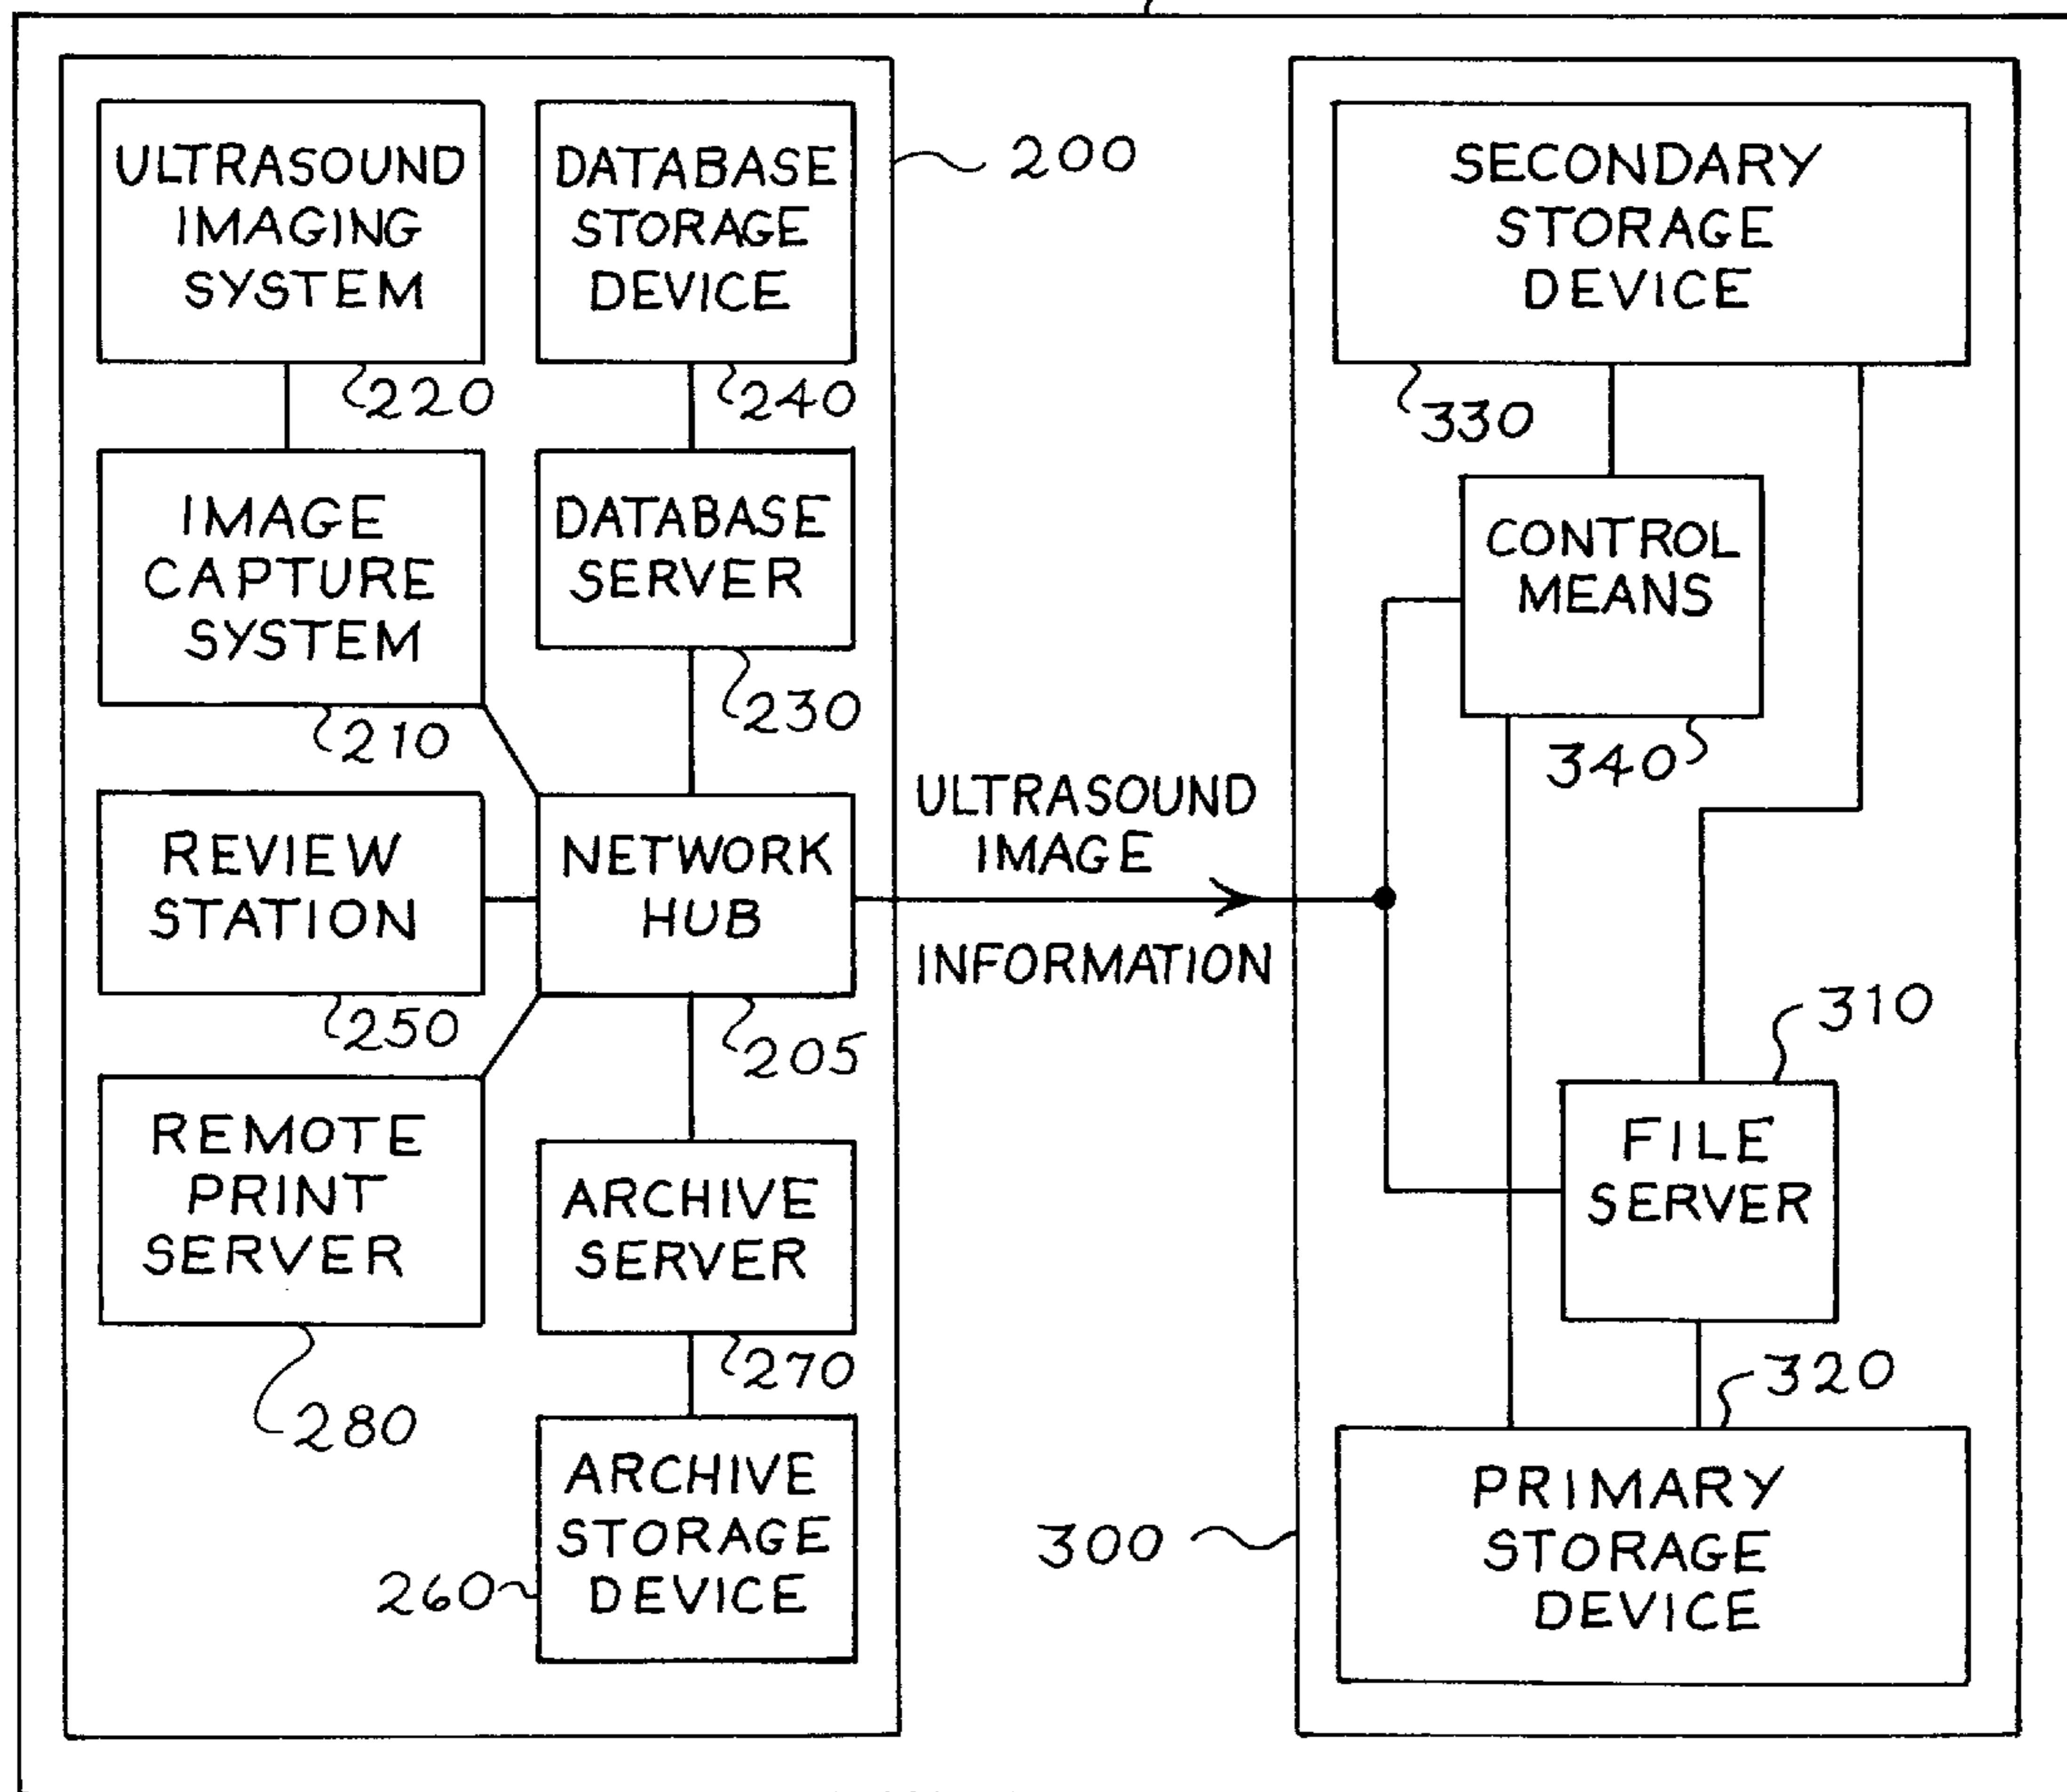 ULTRASOUND
IMAGING
SYSTEM
220
DATABASE
STORAGE
DEVICE
240
200
IMAGE
CAPTURE
SYSTEM
210
DATABASE
SERVER
230
REVIEW
STATION
250
NETWORK
HUB
205
REMOTE
PRINT
SERVER
280
ARCHIVE
SERVER
270
ARCHIVE
STORAGE
DEVICE
260
ULTRASOUND
IMAGE
INFORMATION
SECONDARY
STORAGE
DEVICE
330
CONTROL
MEANS
340
310
FILE
SERVER
320
PRIMARY
STORAGE
DEVICE
300